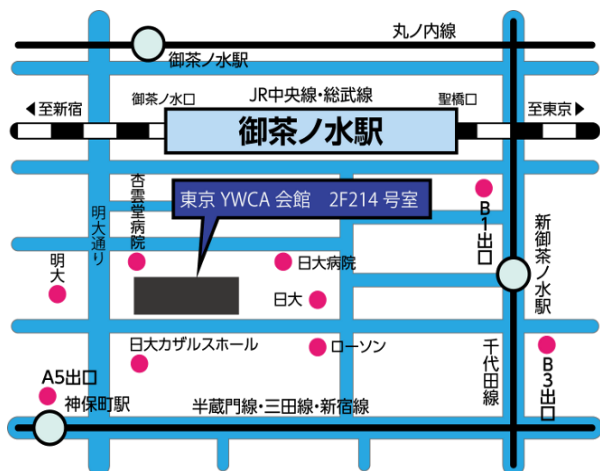 丸ノ内線
御茶ノ水駅
JR中央線・総武線
◀至新宿
御茶ノ水口
聖橋口
至東京▶
御茶ノ水駅
東京 YWCA 会館　2F214 号室
杏雲堂病院
明大通り
B1出口
新御茶ノ水駅
明大
日大病院
日大
日大カザルスホール
ローソン
千代田線
B3出口
A5出口
神保町駅
半蔵門線・三田線・新宿線